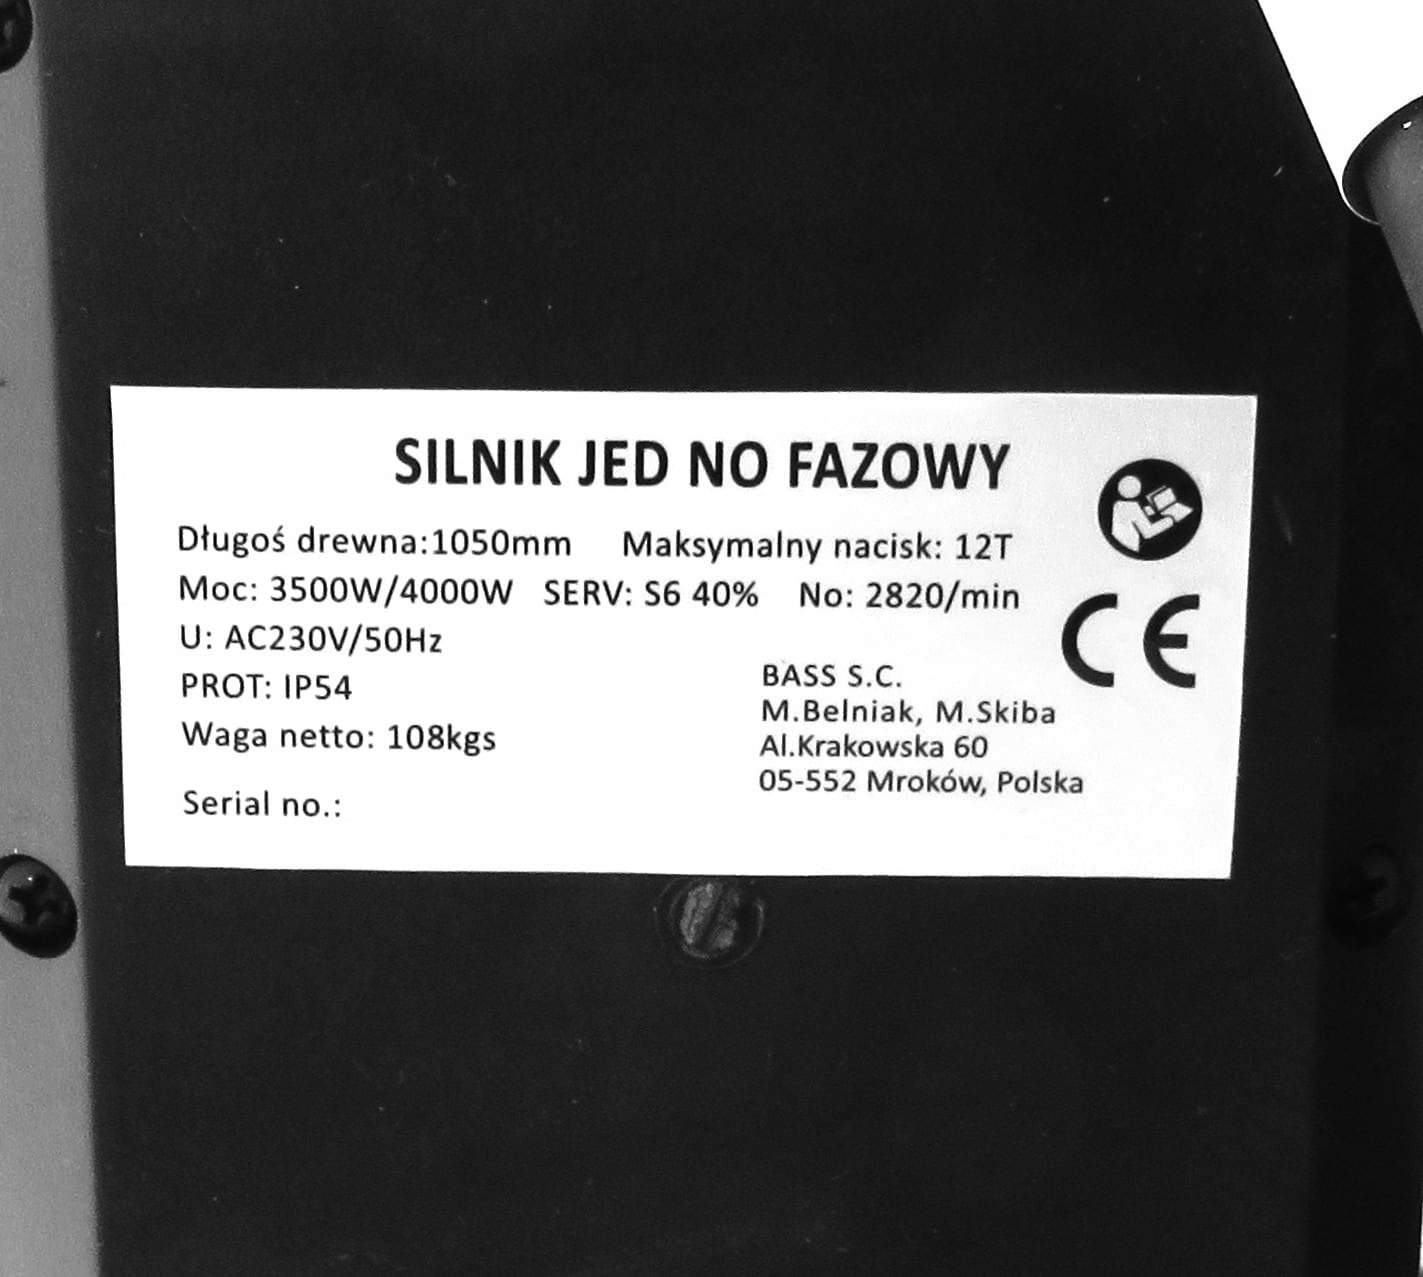 SILNIK JED NO FAZOWY
Długoś drewna:1050mm Maksymalny nacisk: 12T
Moc: 3500W/4000W SERV: S6 40% No: 2820/min
U: AC230V/50Hz
PROT: IP54
Waga netto: 108kgs
Serial no.:
CE
BASS S.C.
M.Belniak, M.Skiba
Al.Krakowska 60
05-552 Mroków, Polska